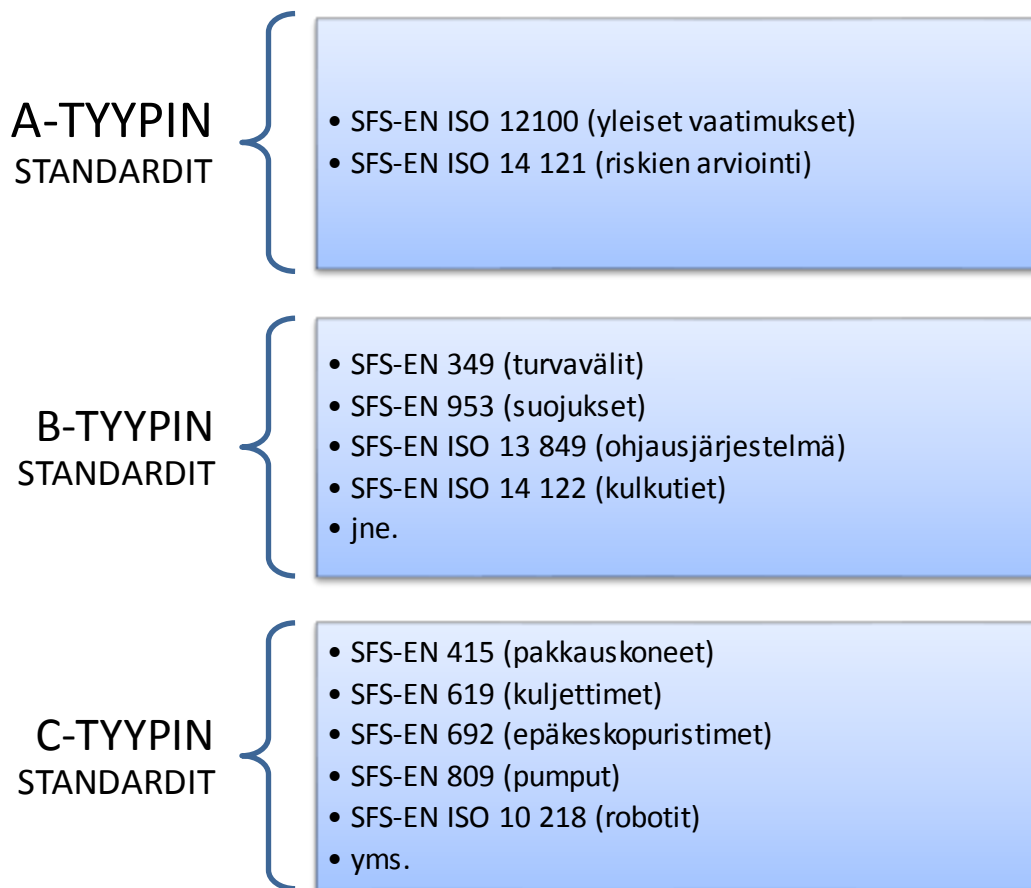 A-TYYPIN
STANDARDIT
• SFS-EN ISO 12100 (yleiset vaatimukset)
• SFS-EN ISO 14 121 (riskien arviointi)
B-TYYPIN
STANDARDIT
• SFS-EN 349 (turvavälit)
• SFS-EN 953 (suojukset)
• SFS-EN ISO 13 849 (ohjausjärjestelmä)
• SFS-EN ISO 14 122 (kulkutiet)
• jne.
C-TYYPIN
STANDARDIT
• SFS-EN 415 (pakkauskoneet)
• SFS-EN 619 (kuljettimet)
• SFS-EN 692 (epäkeskopuristimet)
• SFS-EN 809 (pumput)
• SFS-EN ISO 10 218 (robotit)
• yms.